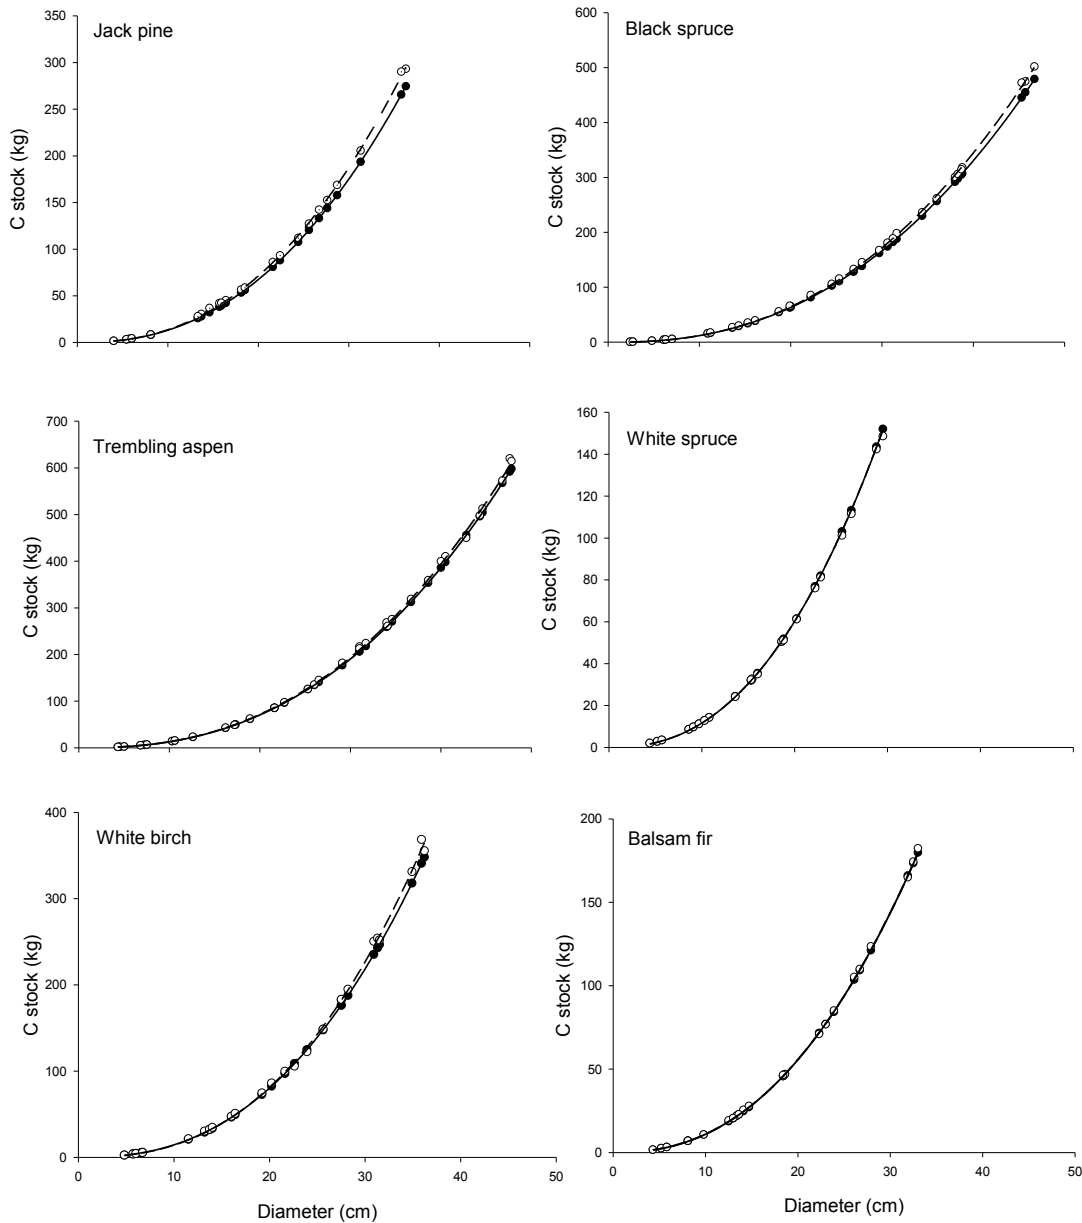 Jack pine
350
300
250
200
150
100
50
0
C stock (kg)
Black spruce
600
500
400
300
200
100
0
C stock (kg)
Trembling aspen
700
600
500
400
300
200
100
0
C stock (kg)
White spruce
160
140
120
100
80
60
40
20
0
C stock (kg)
White birch
400
300
200
100
0
C stock (kg)
0 10 20 30 40 50
Diameter (cm)
Balsam fir
200
150
100
50
0
C stock (kg)
0 10 20 30 40 50
Diameter (cm)